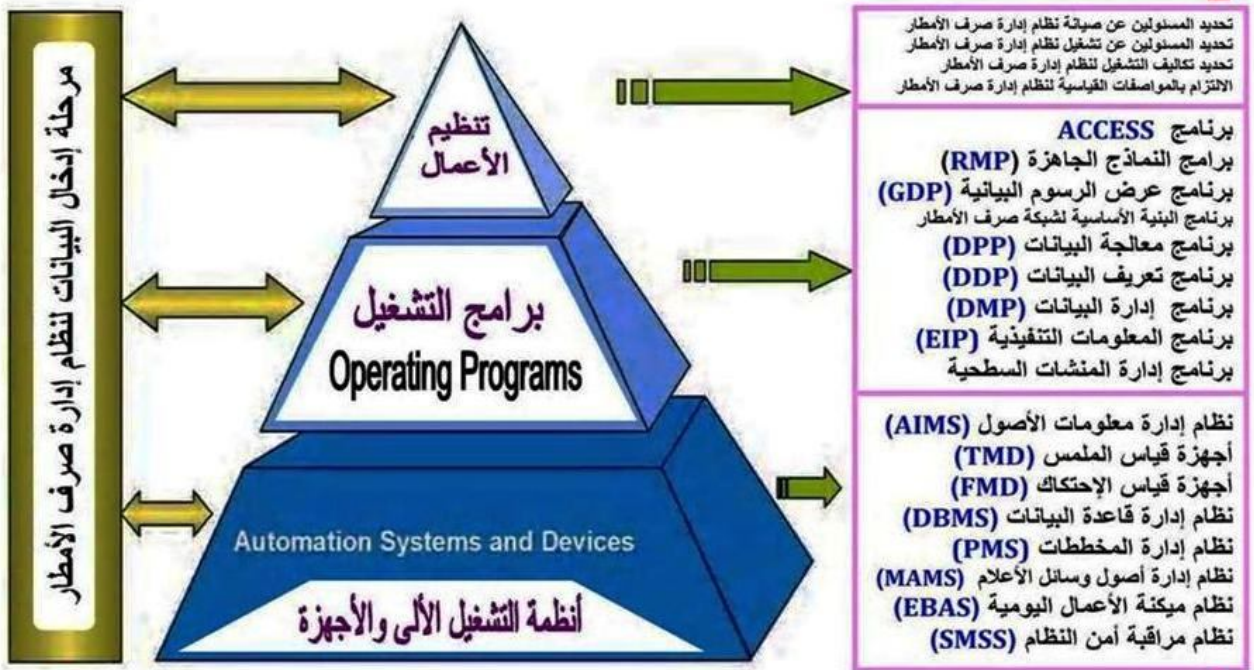 تحديد المسئولين عن صيانة نظام إدارة صرف الأمطار
تحديد المسئولين عن تشغيل نظام إدارة صرف الأمطار
تحديد تكاليف التشغيل لنظام إدارة صرف الأمطار
الالتزام بالمواصفات القياسية لنظام إدارة صرف الأمطار
برنامج ACCESS
برامج النماذج الجاهزة (RMP)
برنامج عرض الرسوم البيانية (GDP)
برنامج البنية الأساسية لشبكة صرف الأمطار
برنامج معالجة البيانات (DPP)
برنامج تعريف البيانات (DDP)
برنامج إدارة البيانات (DMP)
برنامج المعلومات التنفيذية (EIP)
برنامج إدارة المنشات السطحية
نظام إدارة معلومات الأصول (AIMS)
أجهزة قياس الملمس (TMD)
أجهزة قياس الإحتكاك (FMD)
نظام إدارة قاعدة البيانات (DBMS)
نظام إدارة المخططات (PMS)
نظام إدارة أصول وسائل الأعلام (MAMS)
نظام ميكنة الأعمال اليومية (EBAS)
نظام مراقبة أمن النظام (SMSS)
تنظيم
الأعمال
برامج التشغيل
Operating Programs
Automation Systems and Devices
أنظمة التشغيل الألى والأجهزة
مرحلة إدخال البيانات لنظام إدارة صرف الأمطار